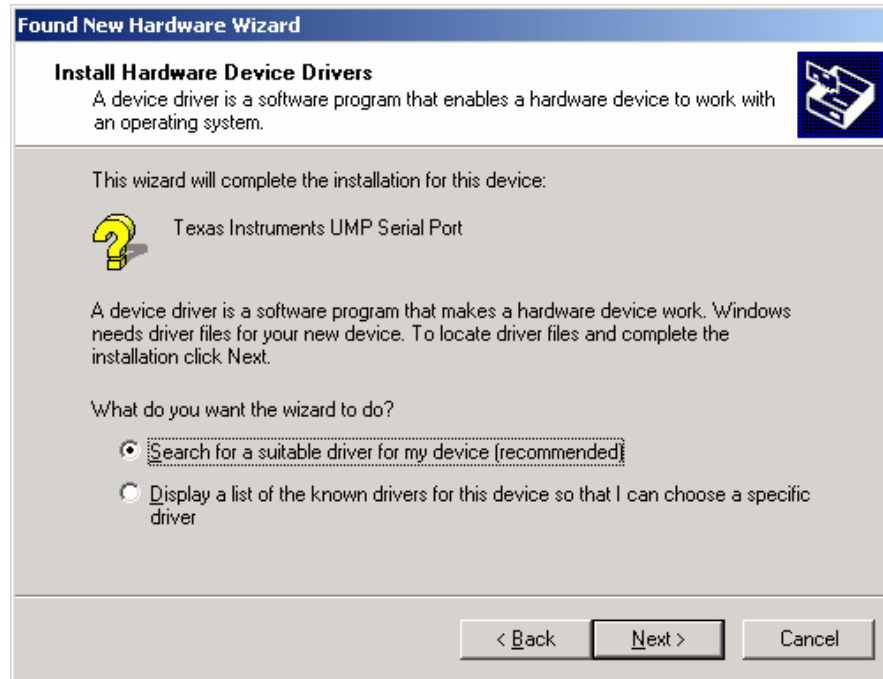 Found New Hardware Wizard
Install Hardware Device Drivers
A device driver is a software program that enables a hardware device to work with
an operating system.
This wizard will complete the installation for this device:
Texas Instruments UMP Serial Port
A device driver is a software program that makes a hardware device work. Windows
needs driver files for your new device. To locate driver files and complete the
installation click Next.
What do you want the wizard to do?
Search for a suitable driver for my device (recommended)
Display a list of the known drivers for this device so that I can choose a specific
driver
< Back
Next >
Cancel